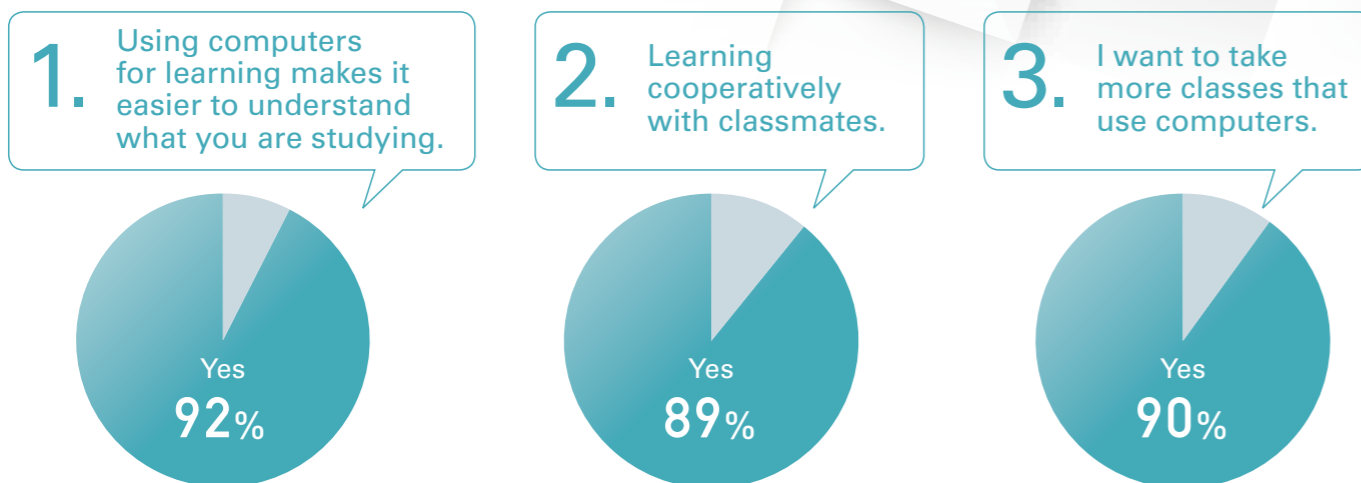 1.
Using computers
for learning makes it
easier to understand
what you are studying.
Yes
92%
2.
Learning
cooperatively
with classmates.
Yes
89%
3.
I want to take
more classes that
use computers.
Yes
90%